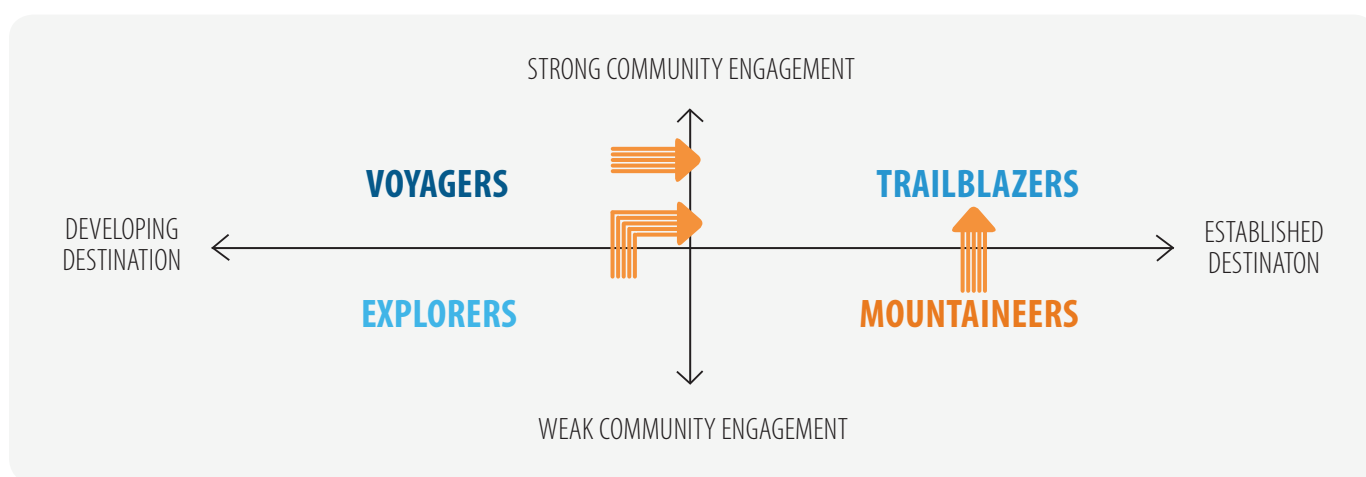 STRONG COMMUNITY ENGAGEMENT
VOYAGERS
TRAILBLAZERS
DEVELOPING
DESTINATION
ESTABLISHED
DESTINATON
EXPLORERS
MOUNTAINEERS
WEAK COMMUNITY ENGAGEMENT